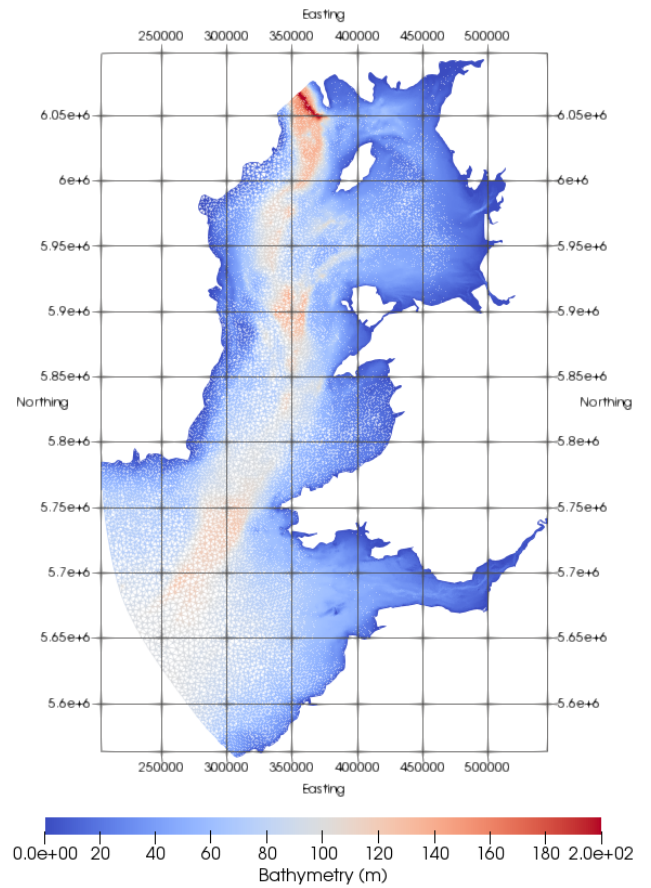 Easting
250000 300000 350000 400000 450000 500000
6.05e+6 6.05e+6
6e+6 6e+6
5.95e+6 5.95e+6
5.9e+6 5.9e+6
5.85e+6 5.85e+6
Northing Northing
5.8e+6 5.8e+6
5.75e+6 5.75e+6
5.7e+6 5.7e+6
5.65e+6 5.65e+6
5.6e+6 5.6e+6
250000 300000 350000 400000 450000 500000
Easting
0.0e+00 20 40 60 80 100 120 140 160 180 2.0e+02
Bathymetry (m)